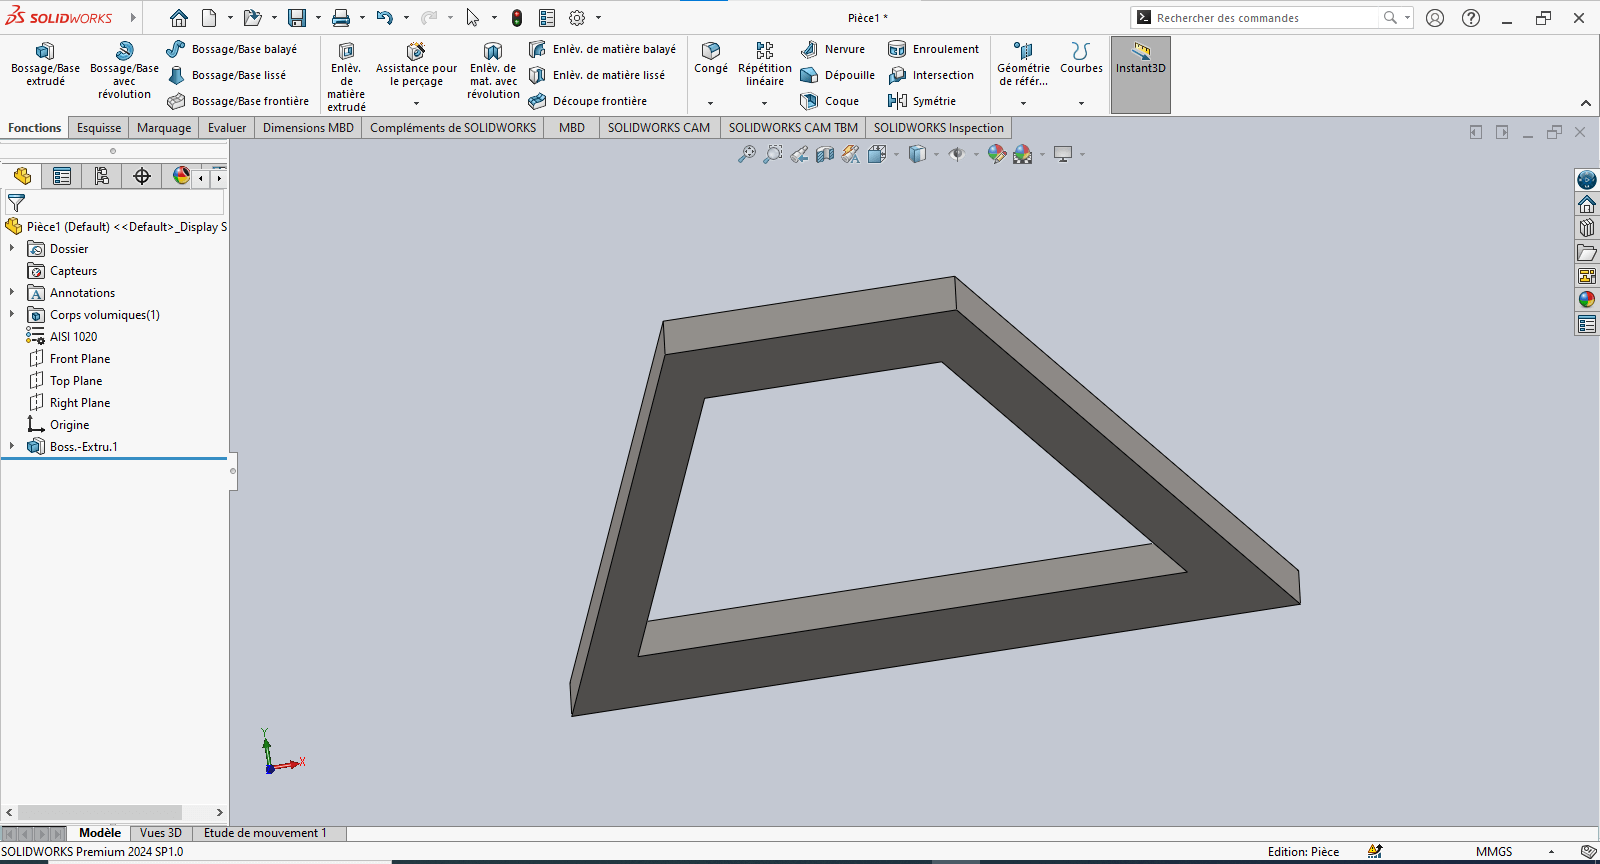 SOLIDWORKS
Pièce1 *
Rechercher des commandes
Bossage/Base extrudé
Bossage/Base avec révolution
Bossage/Base balayé
Bossage/Base lissé
Bossage/Base frontière
Enlèv. de matière extrudé
Assistance pour le perçage
Enlèv. de mat. avec révolution
Enlèv. de matière balayé
Enlèv. de matière lissé
Découpe frontière
Congé
Répétition linéaire
Nervure
Dépouille
Coque
Enroulement
Intersection
Symétrie
Géométrie de référ...
Courbes
Instant3D
Fonctions
Esquisse
Marquage
Evaluer
Dimensions MBD
Compléments de SOLIDWORKS
MBD
SOLIDWORKS CAM
SOLIDWORKS CAM TBM
SOLIDWORKS Inspection
Pièce1 (Default) <<Default>_Display S
Dossier
Capteurs
Annotations
Corps volumiques(1)
AISI 1020
Front Plane
Top Plane
Right Plane
Origine
Boss.-Extru.1
Y
X
Modèle
Vues 3D
Etude de mouvement 1
SOLIDWORKS Premium 2024 SP1.0
Edition: Pièce
MMGS